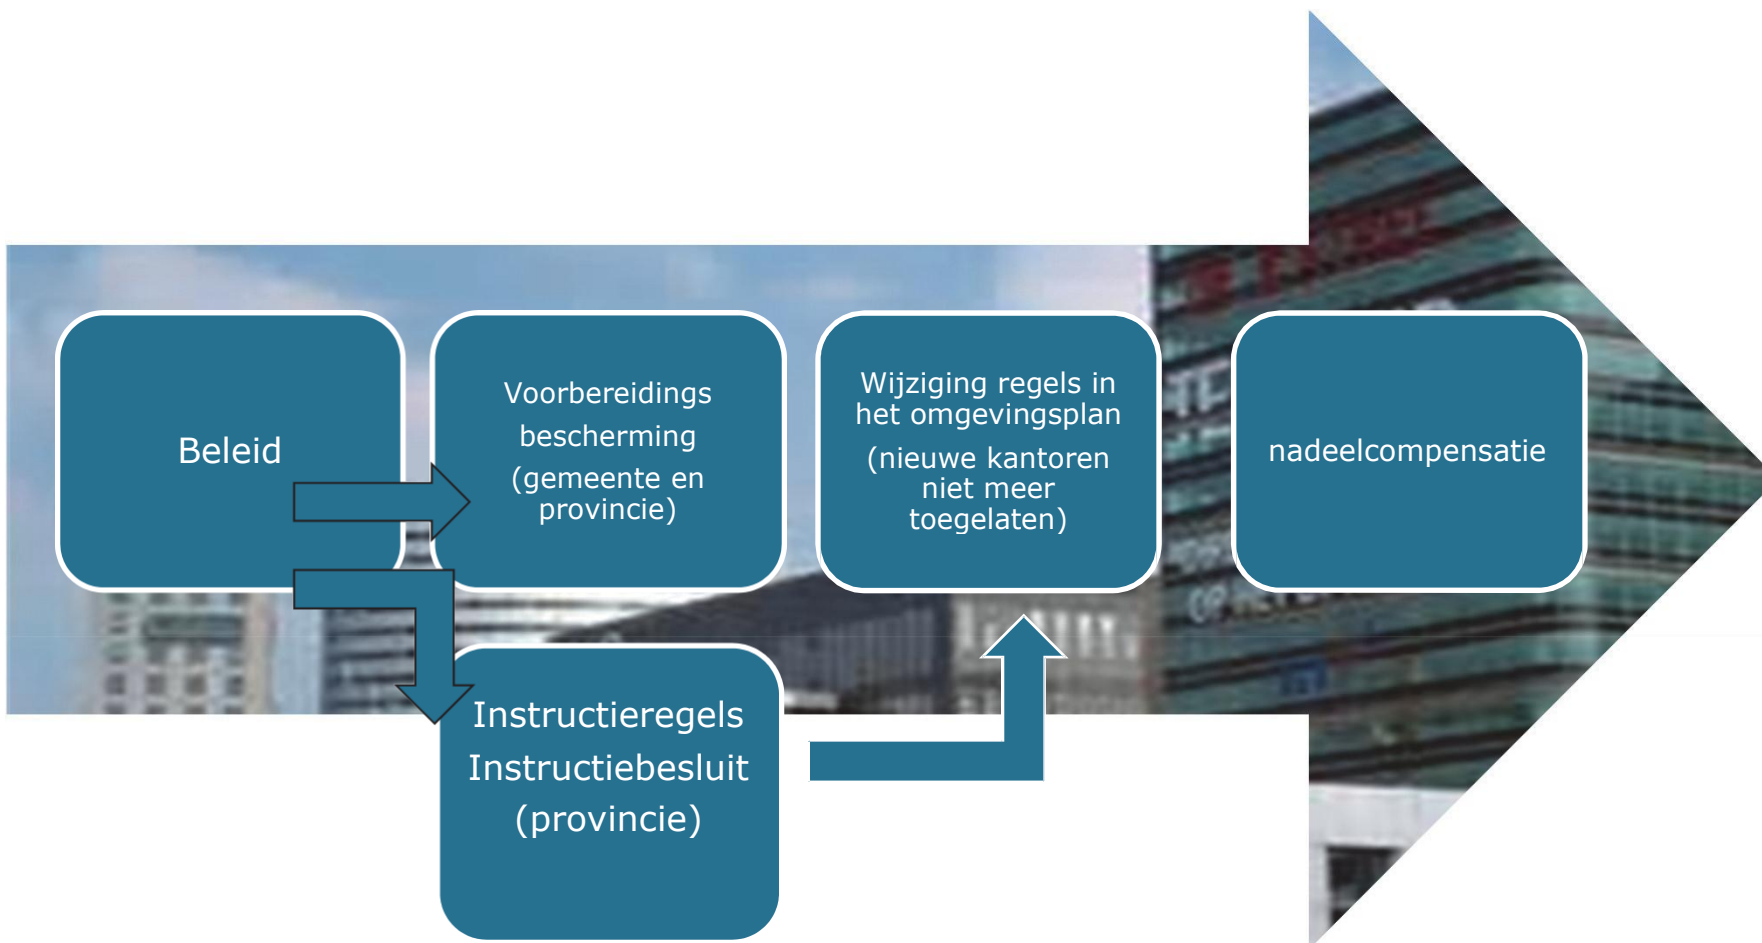 Beleid
Voorbereidings
bescherming
(gemeente en
provincie)
Wijziging regels in
het omgevingsplan
(nieuwe kantoren
niet meer
toegelaten)
nadeelcompensatie
Instructieregels
Instructiebesluit
(provincie)